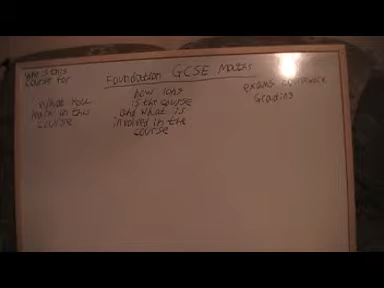 who is this
course for
Foundation GCSE Maths
What you
learn in this
course
how long
is the course
and what is
involved in the
course
exams coursework
Grading